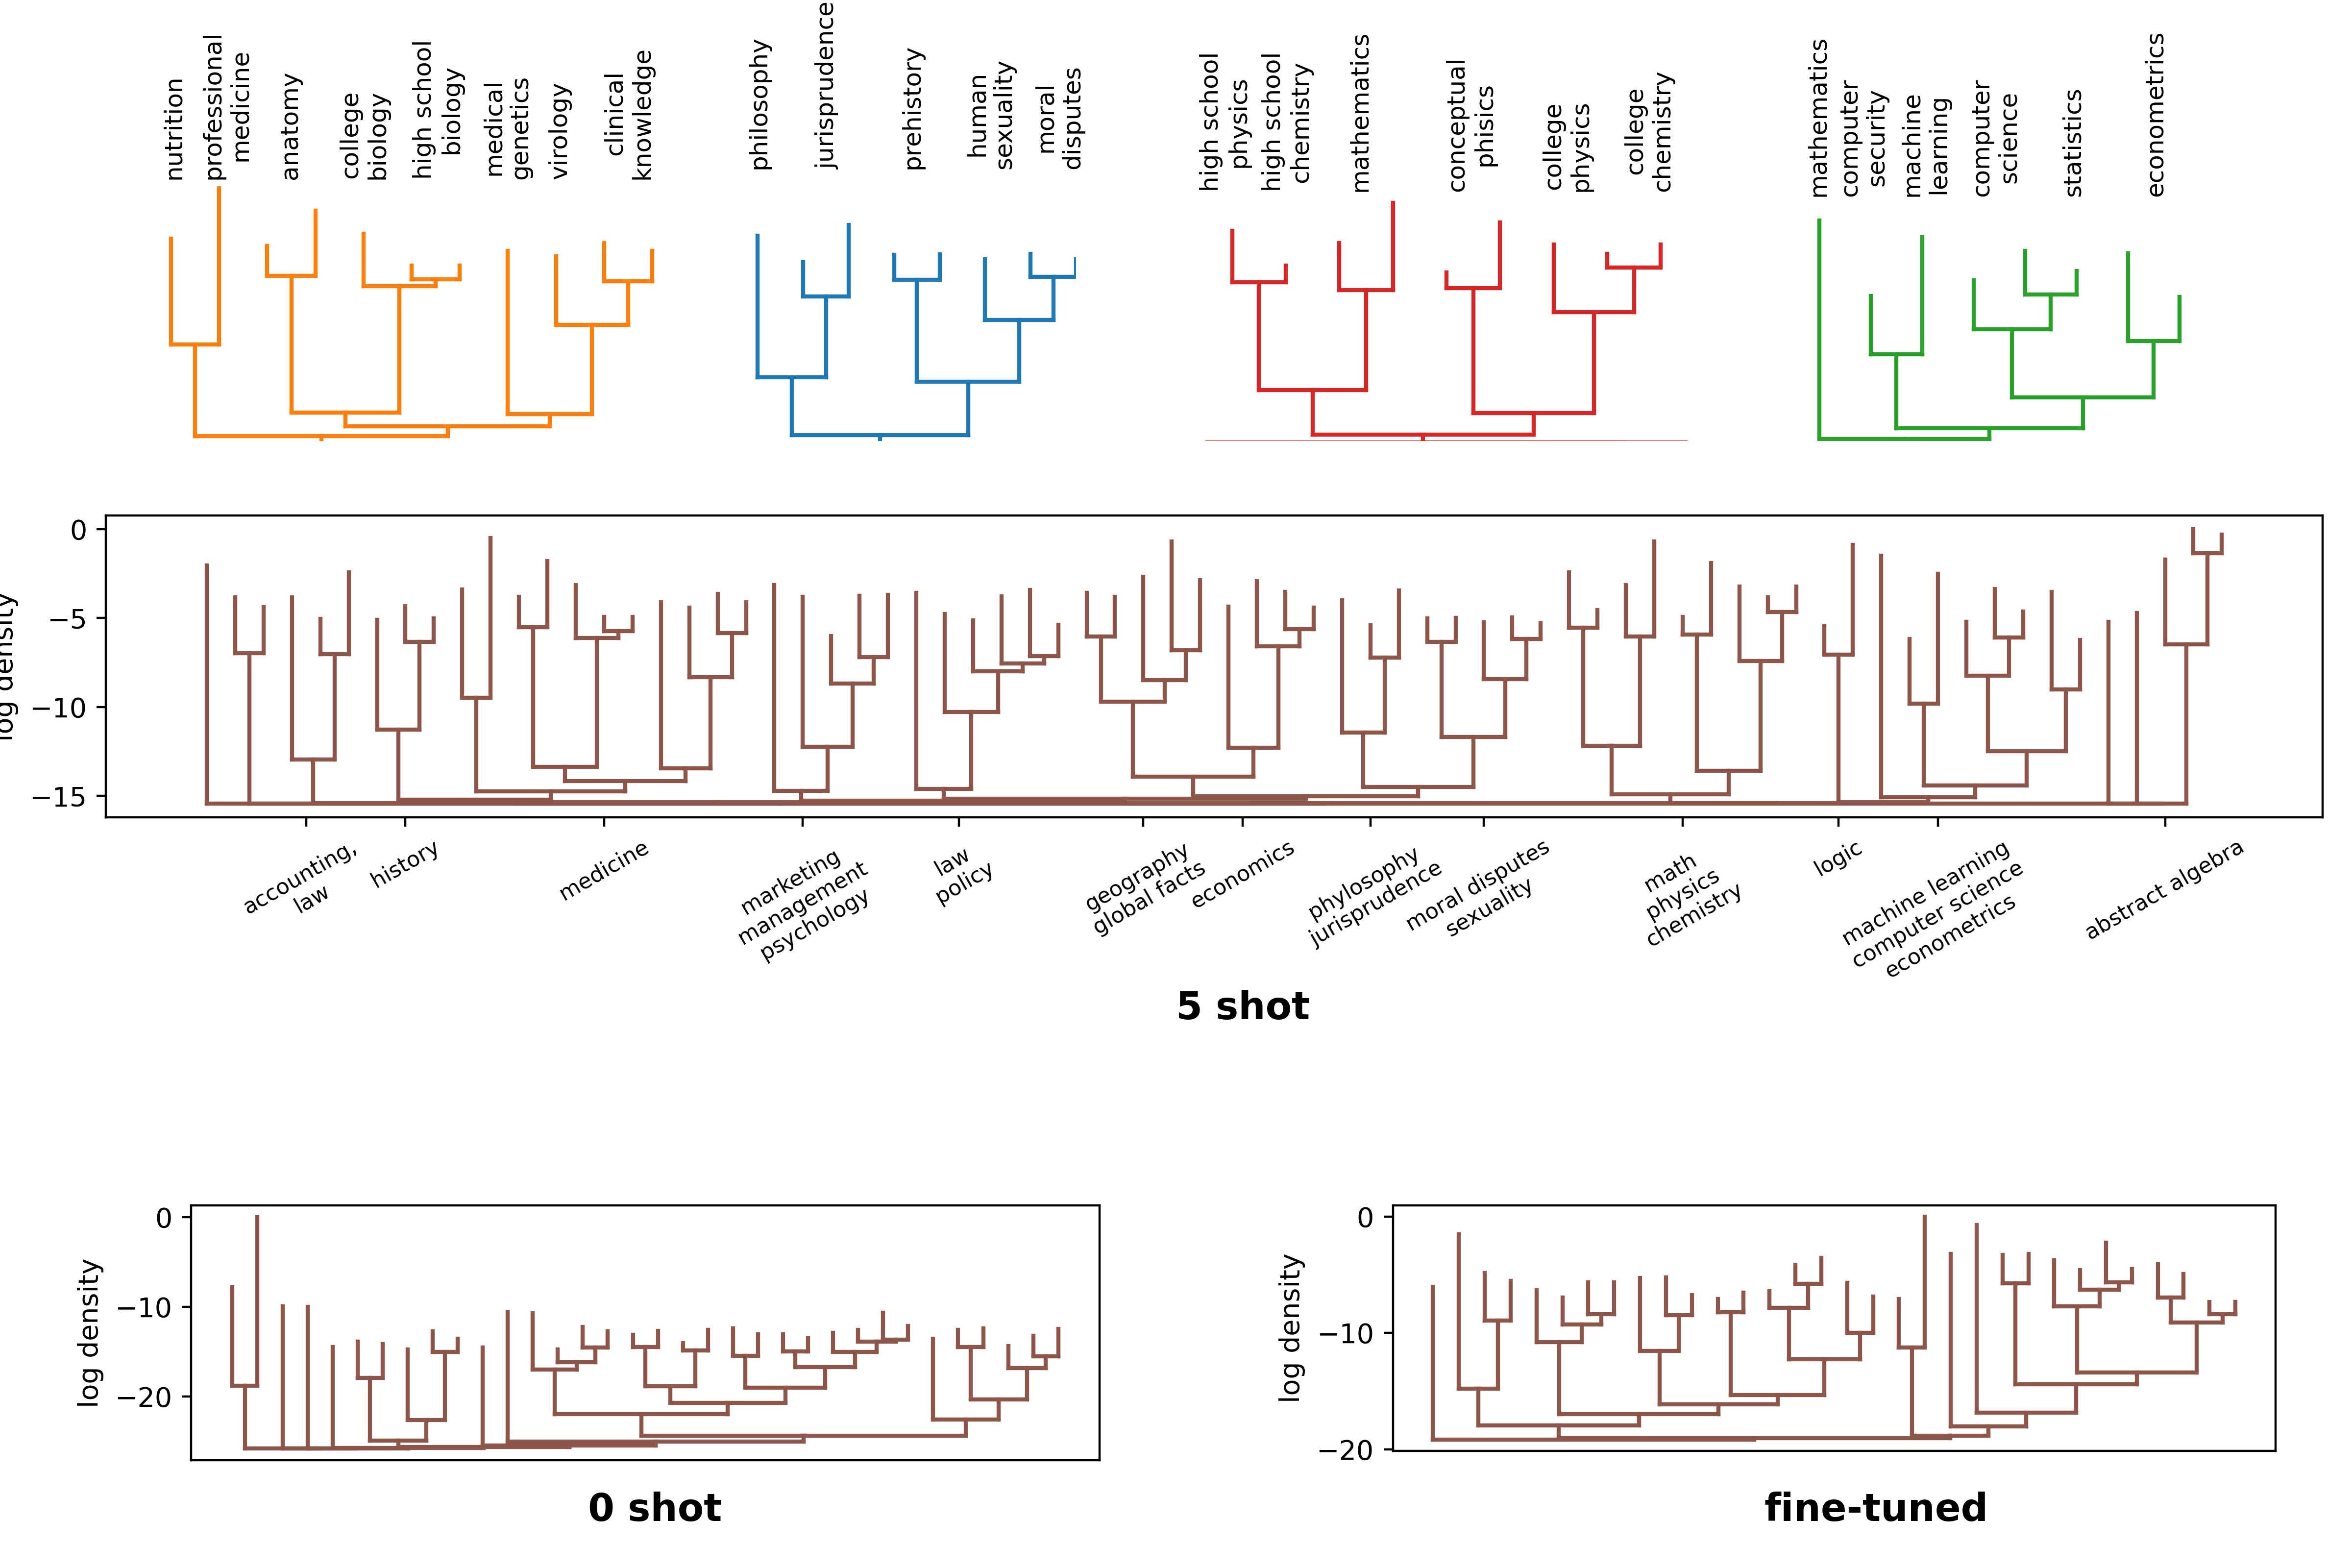 nutrition
professional
medicine
anatomy
college
biology
high school
biology
medical
genetics
virology
clinical
knowledge
philosophy
jurisprudence
prehistory
human
sexuality
moral
disputes
high school
physics
high school
chemistry
mathematics
conceptual
phisics
college
physics
college
chemistry
mathematics
computer
security
machine
learning
computer
science
statistics
econometrics
log density
0
−5
−10
−15
accounting,
law
history
medicine
marketing
management
psychology
law
policy
geography
global facts
economics
phylosophy
jurisprudence
moral disputes
sexuality
math
physics
chemistry
logic
machine learning
computer science
econometrics
abstract algebra
5 shot
log density
0
−10
−20
0 shot
log density
0
−10
−20
fine-tuned